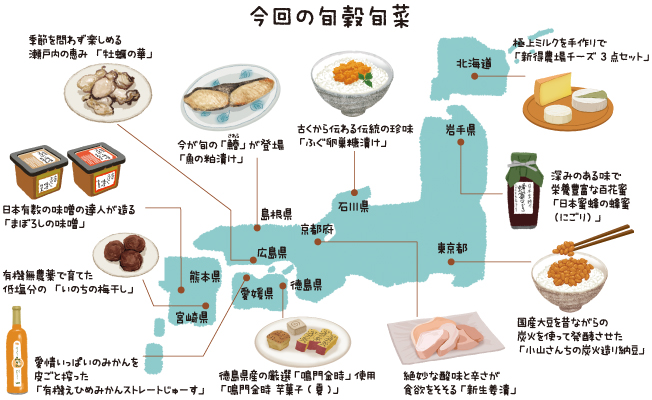 今回の旬穀旬菜
季節を問わず楽しめる
瀬戸内の恵み 「牡蠣の華」
今が旬の「鰆」が登場
さわら
「魚の粕漬け」
古くから伝わる伝統の珍味
「ふぐ卵巣糠漬け」
北海道
極上ミルクを手作りで
「新得農場チーズ 3点セット」
岩手県
深みのある味で
栄養豊富な百花蜜
「日本蜜蜂の蜂蜜
(にごり)」
日本有数の味噌の達人が造る
「まぼろしの味噌」
島根県
石川県
京都府
広島県
東京都
有機無農薬で育てた
低塩分の 「いのちの梅干し」
熊本県
宮崎県
愛媛県
徳島県
国産大豆を昔ながらの
炭火を使って発酵させた
「小山さんちの炭火造り納豆」
愛情いっぱいのみかんを
皮ごと搾った
「有機えひめみかんストレートじゅーす」
徳島県産の厳選「鳴門金時」使用
「鳴門金時 芋菓子(夏)」
絶妙な酸味と辛さが
食欲をそそる「新生姜漬」